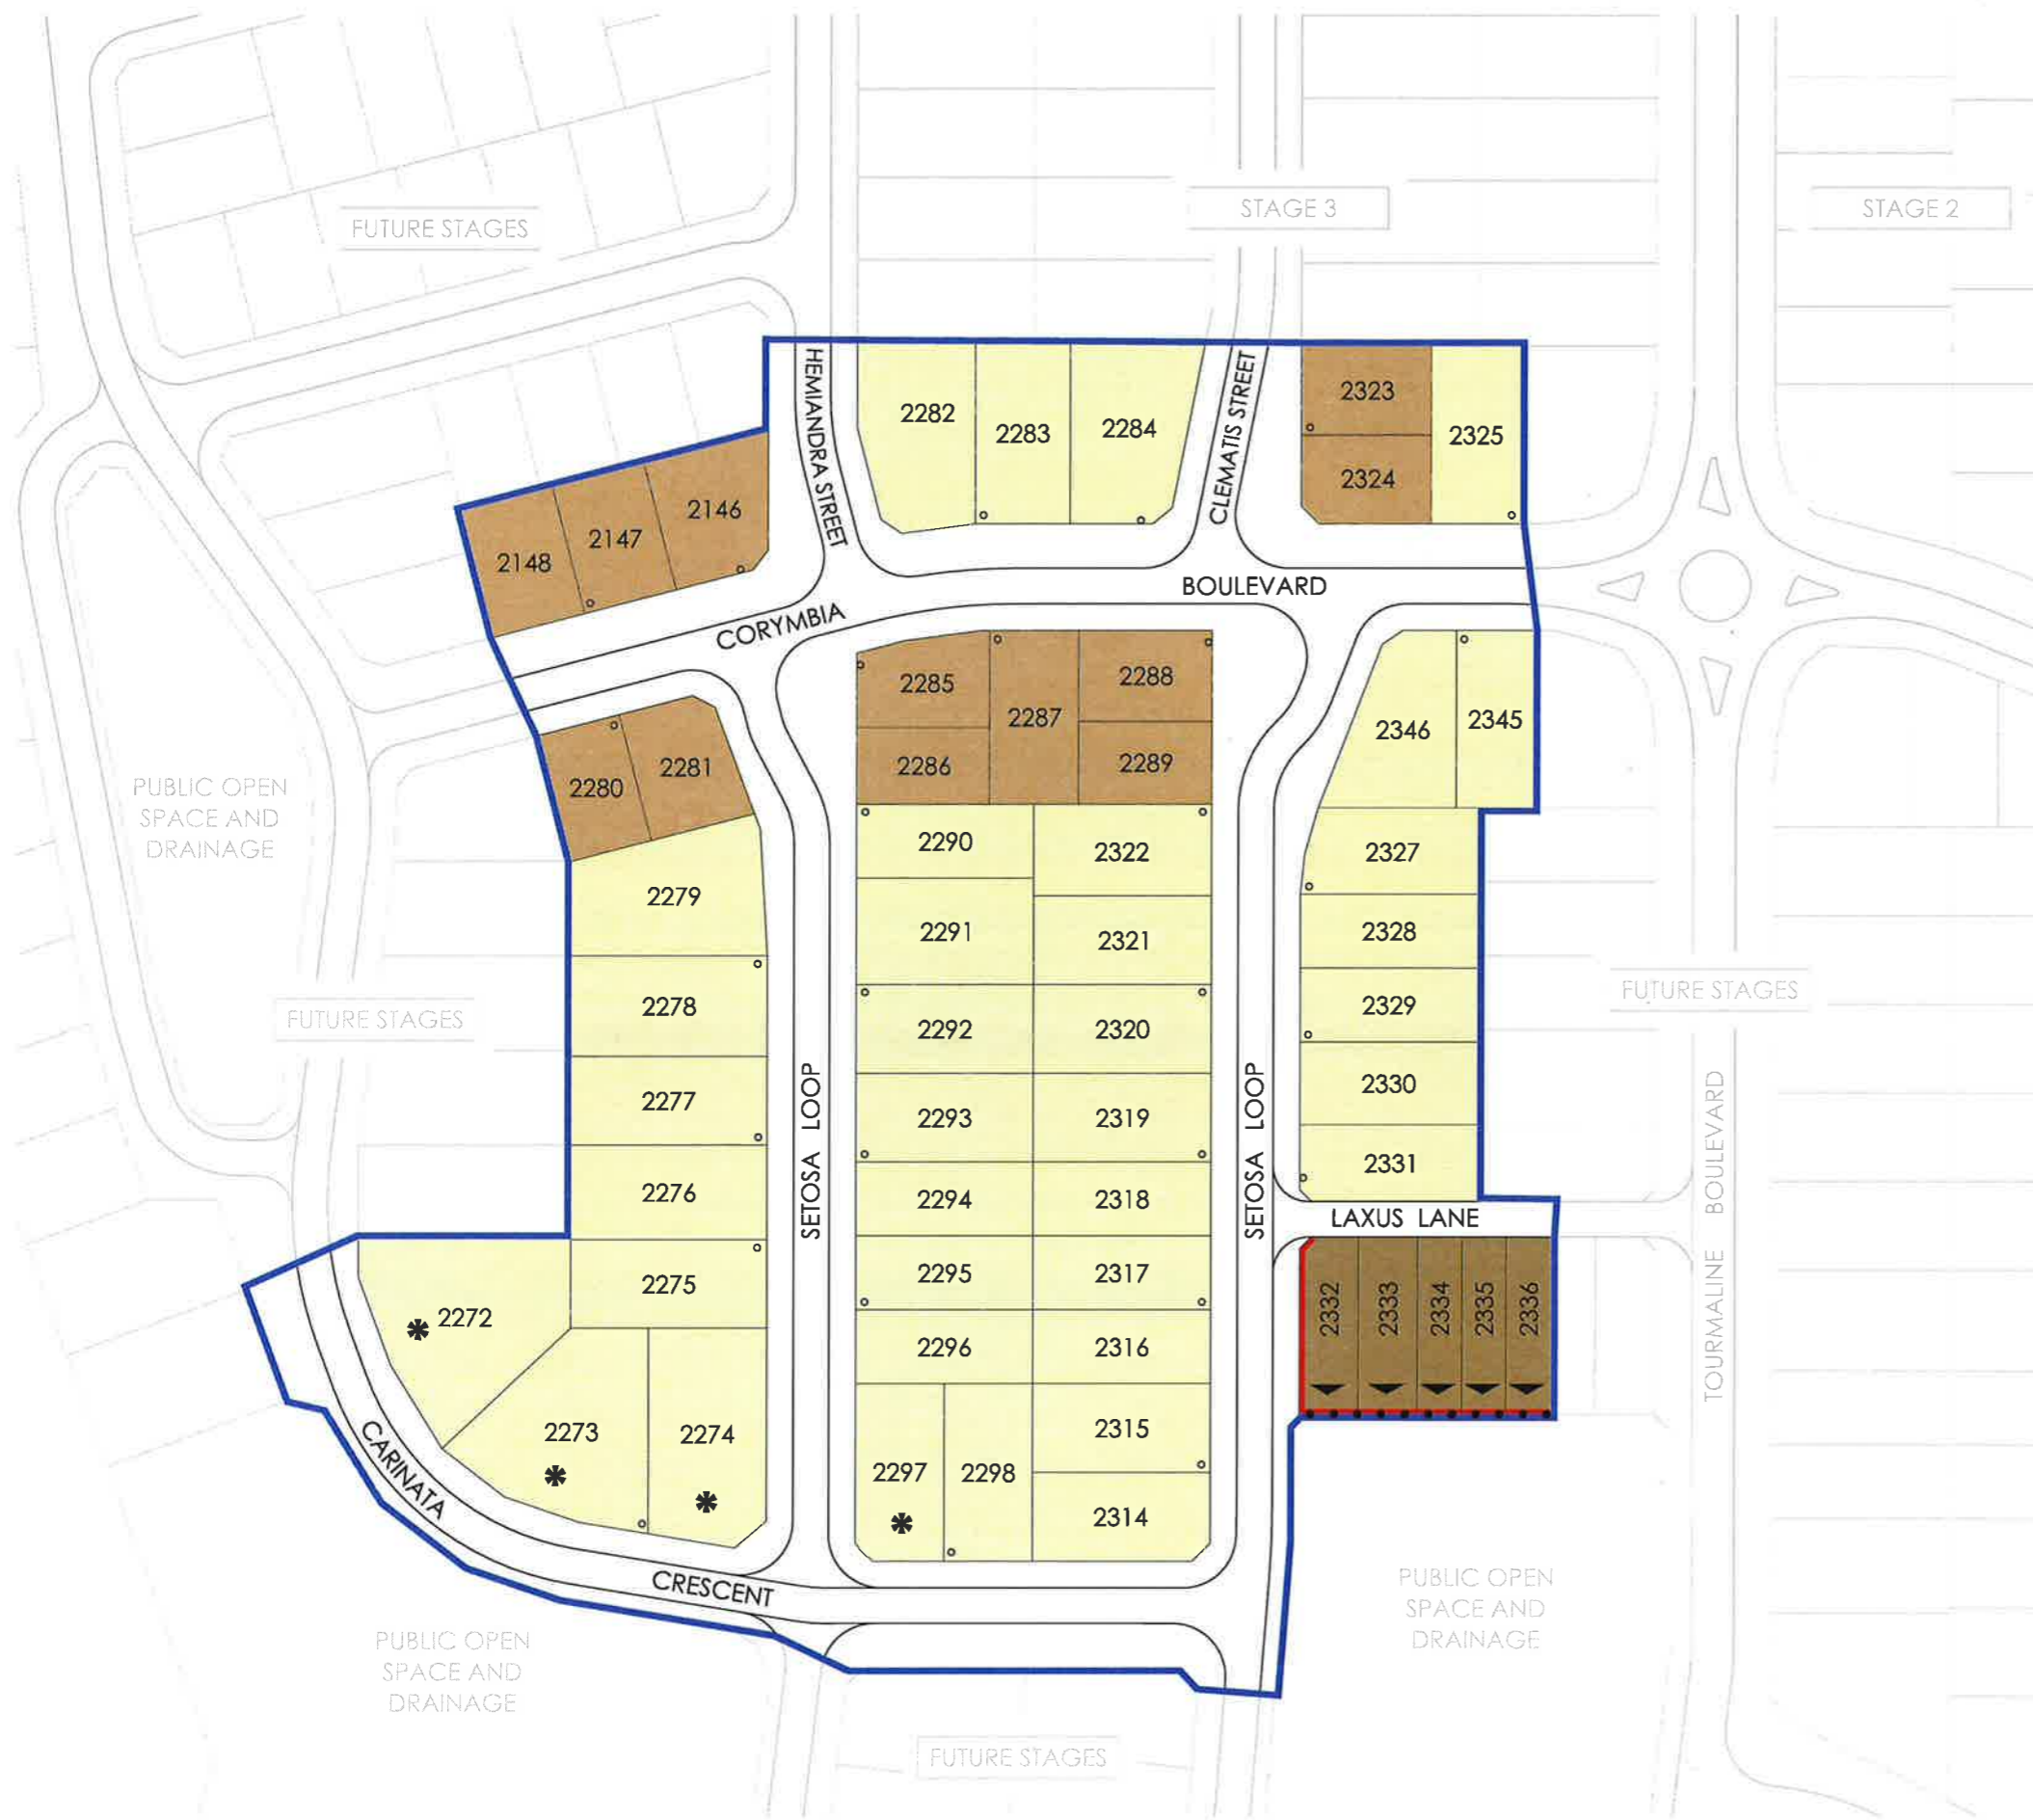 FUTURE STAGES
STAGE 3
STAGE 2
HEMIANDRA STREET
2282
2283
2284
CLEMATIS STREET
2323
2324
2325
2146
2147
2148
BOULEVARD
CORYMBIA
2285
2286
2287
2288
2289
2346
2345
2280
2281
PUBLIC OPEN
SPACE AND
DRAINAGE
2279
2278
2277
2276
2275
FUTURE STAGES
SETOSA LOOP
2290
2291
2292
2293
2294
2295
2296
2297
2298
2322
2321
2320
2319
2318
2317
2316
2315
2314
SETOSA LOOP
2327
2328
2329
2330
2331
FUTURE STAGES
TOURMALINE BOULEVARD
LAXUS LANE
2332
2333
2334
2335
2336
2272
2273
2274
CARINATA
CRESCENT
PUBLIC OPEN
SPACE AND
DRAINAGE
PUBLIC OPEN
SPACE AND
DRAINAGE
FUTURE STAGES